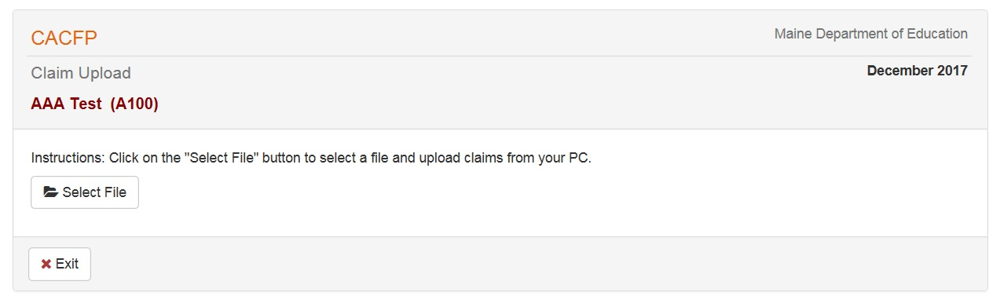 CACFP
Maine Department of Education
Claim Upload
December 2017
AAA Test (A100)
Instructions: Click on the "Select File" button to select a file and upload claims from your PC.
Select File
Exit